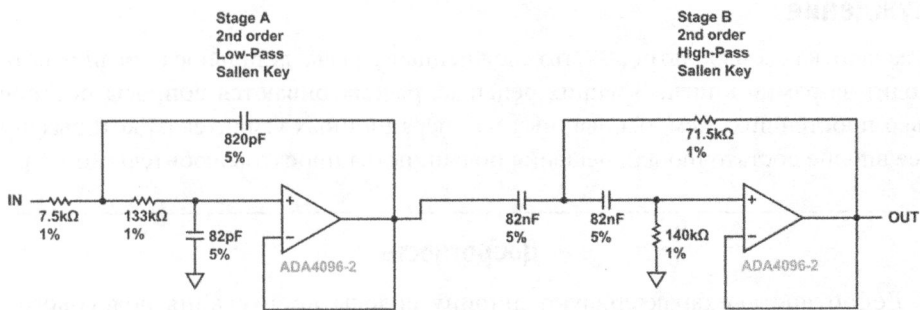 Stage A
2nd order
Low-Pass
Sallen Key
Stage B
2nd order
High-Pass
Sallen Key
820pF
5%
71.5kΩ
1%
IN
7.5kΩ
1%
133kΩ
1%
82pF
5%
+
−
ADA4096-2
82nF
5%
82nF
5%
140kΩ
1%
+
−
ADA4096-2
OUT